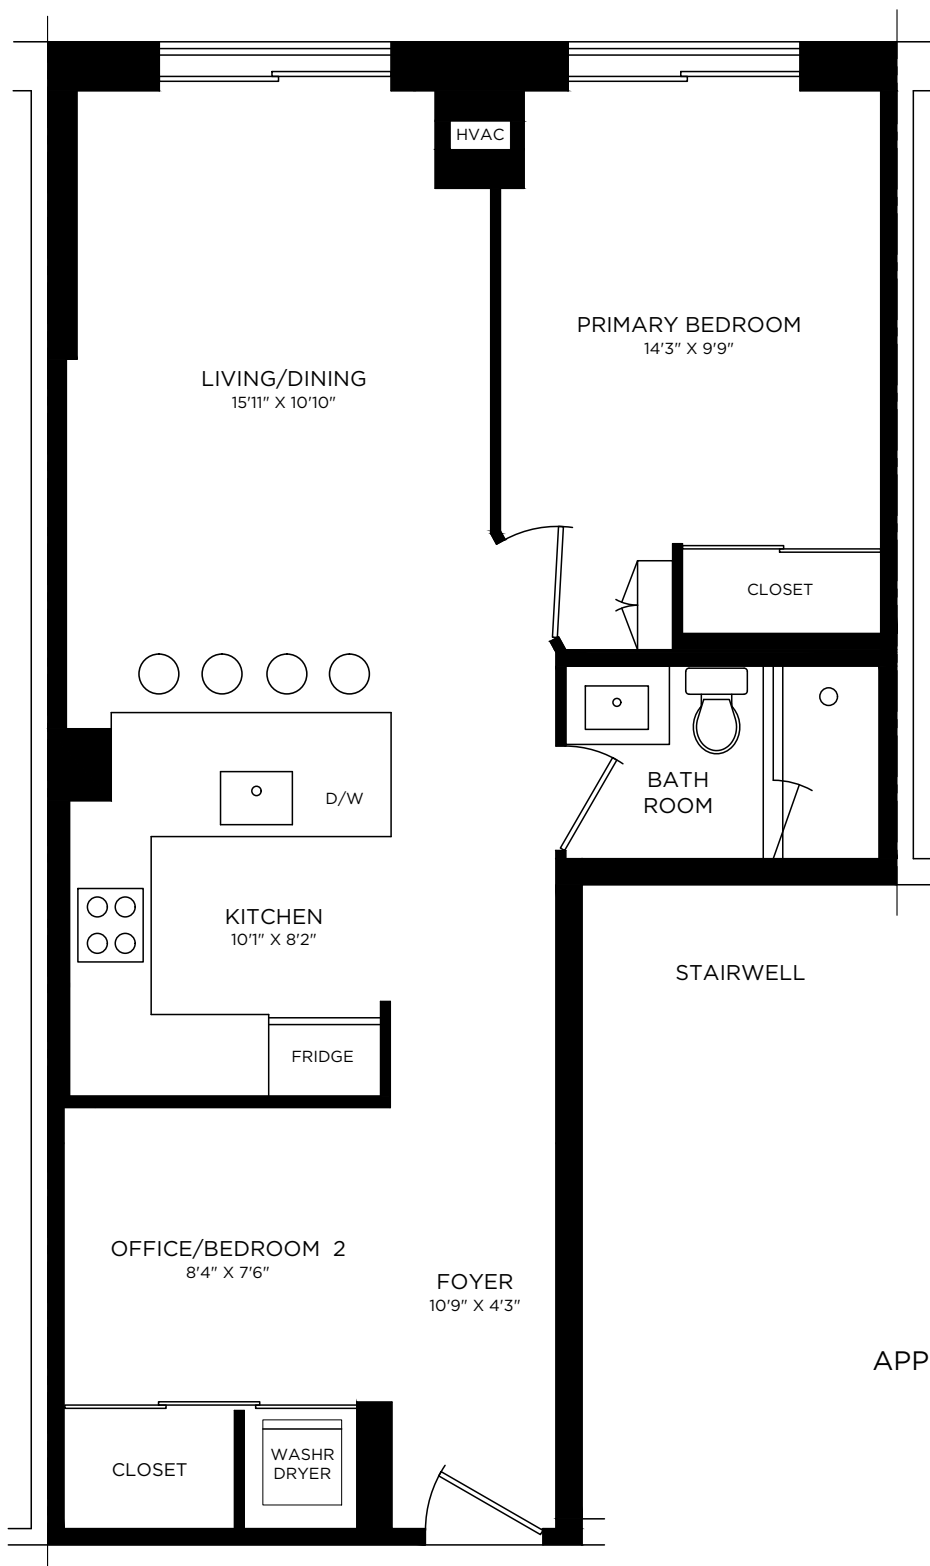 HVAC
PRIMARY BEDROOM
14'3" X 9'9"
LIVING/DINING
15'11" X 10'10"
CLOSET
D/W
BATH
ROOM
KITCHEN
10'1" X 8'2"
STAIRWELL
FRIDGE
OFFICE/BEDROOM 2
8'4" X 7'6"
FOYER
10'9" X 4'3"
APP
CLOSET
WASHR
DRYER